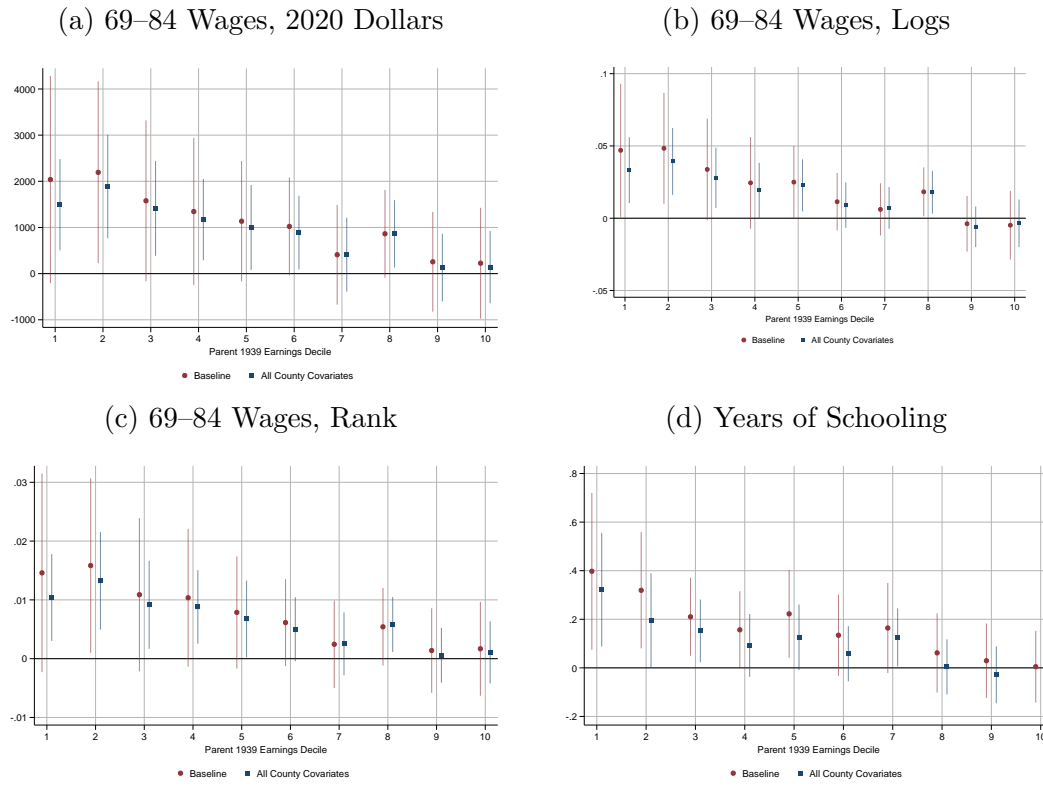 (a) 69–84 Wages, 2020 Dollars
4000
3000
2000
1000
0
-1000
1 2 3 4 5 6 7 8 9 10
Parent 1939 Earnings Decile
Baseline All County Covariates
(b) 69–84 Wages, Logs
.1
.05
0
-.05
1 2 3 4 5 6 7 8 9 10
Parent 1939 Earnings Decile
Baseline All County Covariates
(c) 69–84 Wages, Rank
.03
.02
.01
0
-.01
1 2 3 4 5 6 7 8 9 10
Parent 1939 Earnings Decile
Baseline All County Covariates
(d) Years of Schooling
.8
.6
.4
.2
0
-.2
1 2 3 4 5 6 7 8 9 10
Parent 1939 Earnings Decile
Baseline All County Covariates